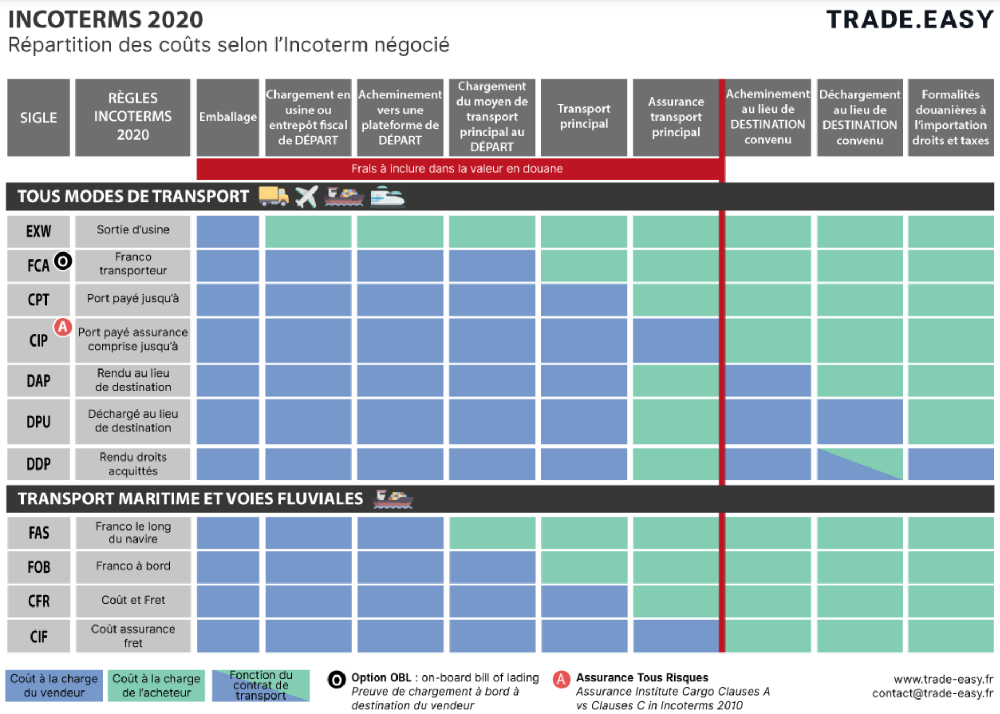 INCOTERMS 2020
TRADE.EASY
Répartition des coûts selon l'Incoterm négocié
SIGLE
RÈGLES
INCOTERMS
2020
Emballage
Chargement en
usine ou
entrepôt fiscal
de DÉPART
Acheminement
vers une
plateforme de
DÉPART
Chargement
du moyen de
transport
principal au
DÉPART
Transport
principal
Assurance
transport
principal
Acheminement
au lieu de
DESTINATION
convenu
Déchargement
au lieu de
DESTINATION
convenu
Formalités
douanières à
l'importation
droits et taxes
Frais à inclure dans la valeur en douane
TOUS MODES DE TRANSPORT
EXW
Sortie d'usine
FCA
O
Franco
transporteur
CPT
Port payé jusqu'à
CIP
A
Port payé assurance
comprise jusqu'à
DAP
Rendu au lieu
de destination
DPU
Déchargé au lieu
de destination
DDP
Rendu droits
acquittés
TRANSPORT MARITIME ET VOIES FLUVIALES
FAS
Franco le long
du navire
FOB
Franco à bord
CFR
Coût et Fret
CIF
Coût assurance
fret
Coût à la charge
du vendeur
Coût à la charge
de l'acheteur
Fonction du
contrat de
transport
O
Option OBL : on-board bill of lading
Preuve de chargement à bord à
destination du vendeur
A
Assurance Tous Risques
Assurance Institute Cargo Clauses A
vs Clauses C in Incoterms 2010
www.trade-easy.fr
contact@trade-easy.fr